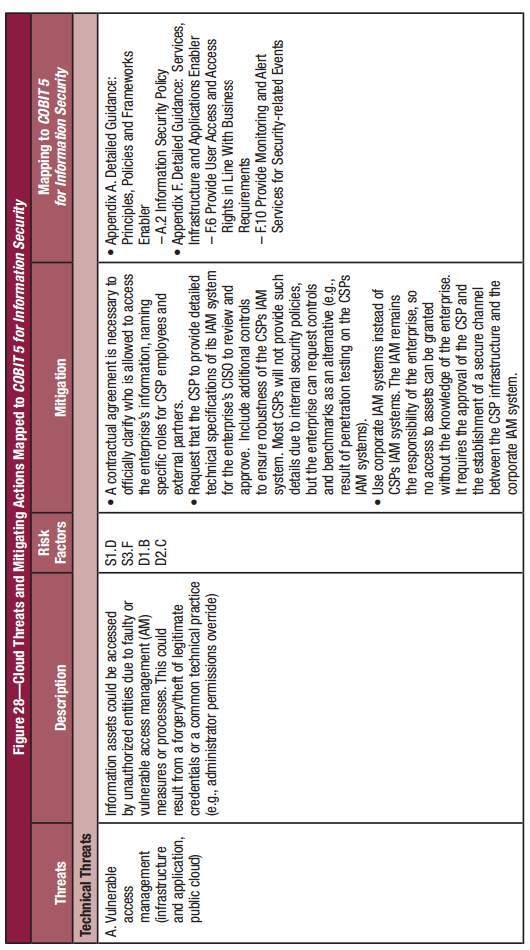 Figure 28—Cloud Threats and Mitigating Actions Mapped to COBIT 5 for Information Security
Threats
Description
Risk
Factors
Mitigation
Mapping to COBIT 5
for Information Security
Technical Threats
A. Vulnerable
access
management
(infrastructure
and application,
public cloud)
Information assets could be accessed
by unauthorized entities due to faulty or
vulnerable access management (AM)
measures or processes. This could
result from a forgery/theft of legitimate
credentials or a common technical practice
(e.g., administrator permissions override)
S1.D
S3.F
D1.B
D2.C
• A contractual agreement is necessary to
officially clarify who is allowed to access
the enterprise's information, naming
specific roles for CSP employees and
external partners.
• Request that the CSP to provide detailed
technical specifications of its IAM system
for the enterprise's CISO to review and
approve. Include additional controls
to ensure robustness of the CSPs IAM
system. Most CSPs will not provide such
details due to internal security policies,
but the enterprise can request controls
and benchmarks as an alternative (e.g.,
result of penetration testing on the CSPs
IAM systems).
• Use corporate IAM systems instead of
CSPs IAM systems. The IAM remains
the responsibility of the enterprise, so
no access to assets can be granted
without the knowledge of the enterprise.
It requires the approval of the CSP and
the establishment of a secure channel
between the CSP infrastructure and the
corporate IAM system.
• Appendix A. Detailed Guidance:
Principles, Policies and Frameworks
Enabler
– A.2 Information Security Policy
• Appendix F. Detailed Guidance: Services,
Infrastructure and Applications Enabler
– F.6 Provide User Access and Access
Rights in Line With Business
Requirements
– F.10 Provide Monitoring and Alert
Services for Security-related Events